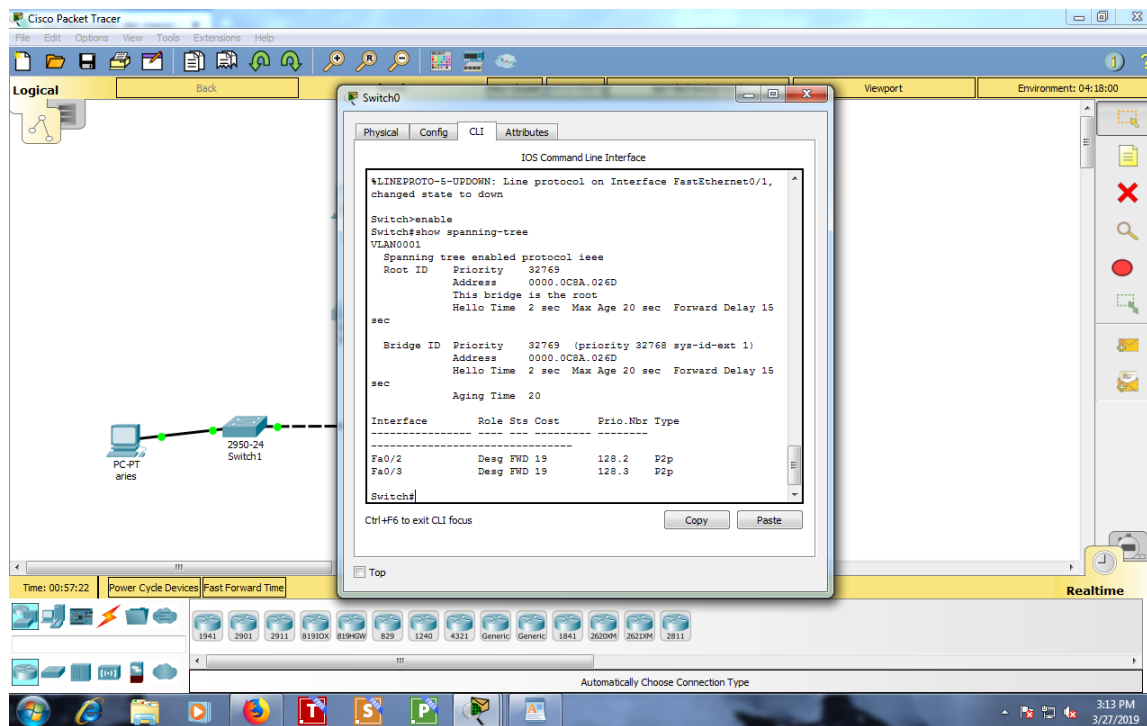 Cisco Packet Tracer
File Edit Options View Tools Extensions Help
Logical
Back
Viewport
Environment: 04:18:00
Switch0
Physical Config CLI Attributes
IOS Command Line Interface
%LINEPROTO-5-UPDOWN: Line protocol on Interface FastEthernet0/1,
changed state to down
Switch>enable
Switch#show spanning-tree
VLAN0001
Spanning tree enabled protocol ieee
Root ID Priority 32769
Address 0000.0C8A.026D
This bridge is the root
Hello Time 2 sec Max Age 20 sec Forward Delay 15
sec
Bridge ID Priority 32769 (priority 32768 sys-id-ext 1)
Address 0000.0C8A.026D
Hello Time 2 sec Max Age 20 sec Forward Delay 15
sec
Aging Time 20
Interface Role Sts Cost Prio.Nbr Type
---------------- ---- --- --------- --------
--------------------------------
Fa0/2 Desg FWD 19 128.2 P2p
Fa0/3 Desg FWD 19 128.3 P2p
Switch#
Ctrl+F6 to exit CLI focus
Copy Paste
Top
PC-PT
aries
2950-24
Switch1
Time: 00:57:22 Power Cycle Devices Fast Forward Time
Realtime
1941 2901 2911 819IOX 819HGW 829 1240 4321 Generic Generic 1841 2620XM 2621XM 2811
Automatically Choose Connection Type
3:13 PM
3/27/2019